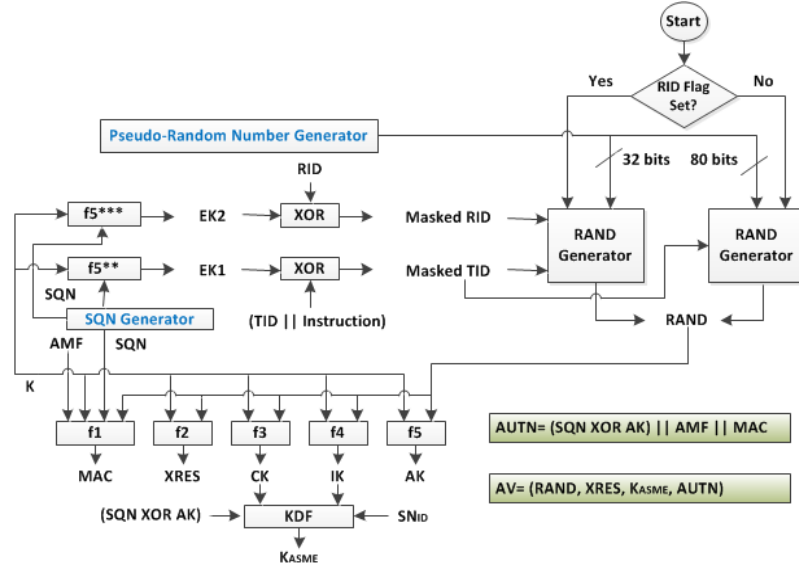 Start
Yes
RID Flag
Set?
No
Pseudo-Random Number Generator
32 bits
80 bits
RID
f5***
EK2
XOR
Masked RID
RAND
Generator
RAND
Generator
f5**
EK1
XOR
Masked TID
SQN
SQN Generator
(TID || Instruction)
RAND
AMF
SQN
K
f1
f2
f3
f4
f5
AUTN= (SQN XOR AK) || AMF || MAC
MAC
XRES
CK
IK
AK
AV= (RAND, XRES, KASME, AUTN)
(SQN XOR AK)
KDF
SNID
KASME